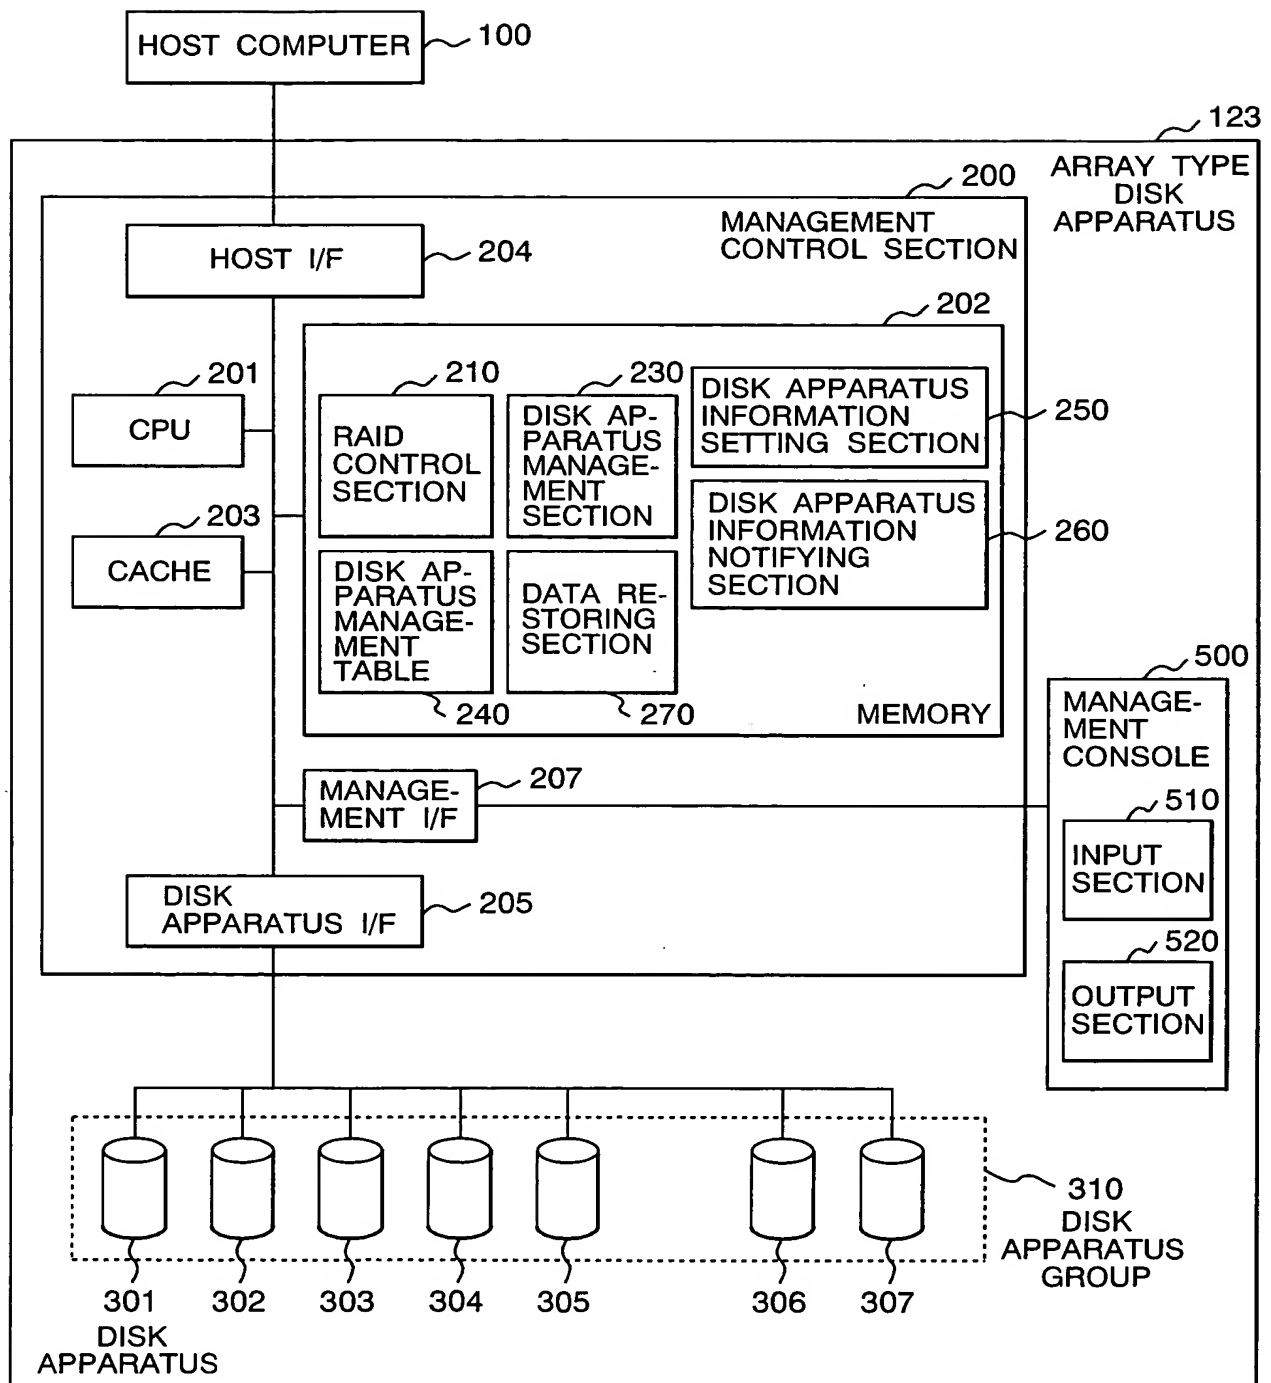 HOST COMPUTER
100
123
ARRAY TYPE
DISK
APPARATUS
200
MANAGEMENT
CONTROL SECTION
HOST I/F
204
202
201
CPU
210
RAID
CONTROL
SECTION
230
DISK AP-
PARATUS
MANAGE-
MENT
SECTION
DISK APPARATUS
INFORMATION
SETTING SECTION
250
203
CACHE
DISK APPARATUS
INFORMATION
NOTIFYING
SECTION
260
DISK AP-
PARATUS
MANAGE-
MENT
TABLE
240
DATA RE-
STORING
SECTION
270
MEMORY
500
MANAGE-
MENT
CONSOLE
MANAGE-
MENT I/F
207
510
INPUT
SECTION
DISK
APPARATUS I/F
205
520
OUTPUT
SECTION
310
DISK
APPARATUS
GROUP
301
302
303
304
305
306
307
DISK
APPARATUS